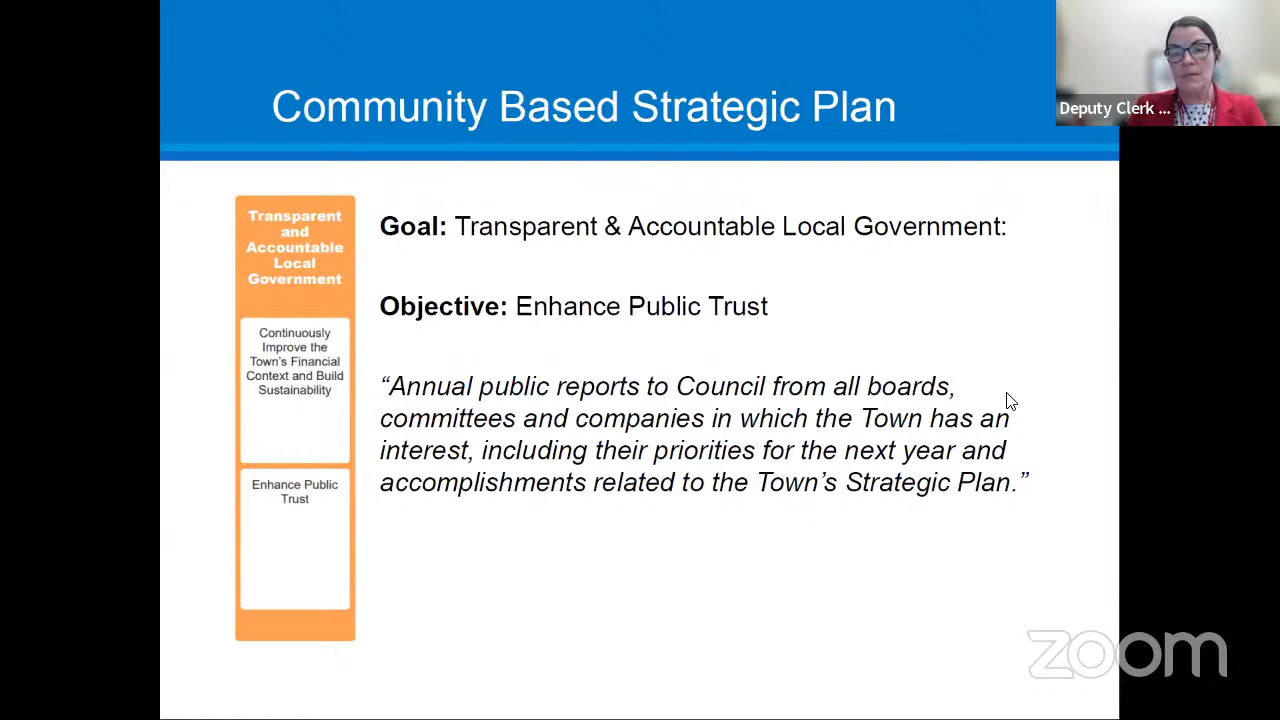 Community Based Strategic Plan
Deputy Clerk ...
Transparent
and
Accountable
Local
Government
Continuously
Improve the
Town's Financial
Context and Build
Sustainability
Enhance Public
Trust
Goal: Transparent & Accountable Local Government:
Objective: Enhance Public Trust
“Annual public reports to Council from all boards,
committees and companies in which the Town has an
interest, including their priorities for the next year and
accomplishments related to the Town’s Strategic Plan.”
zoom